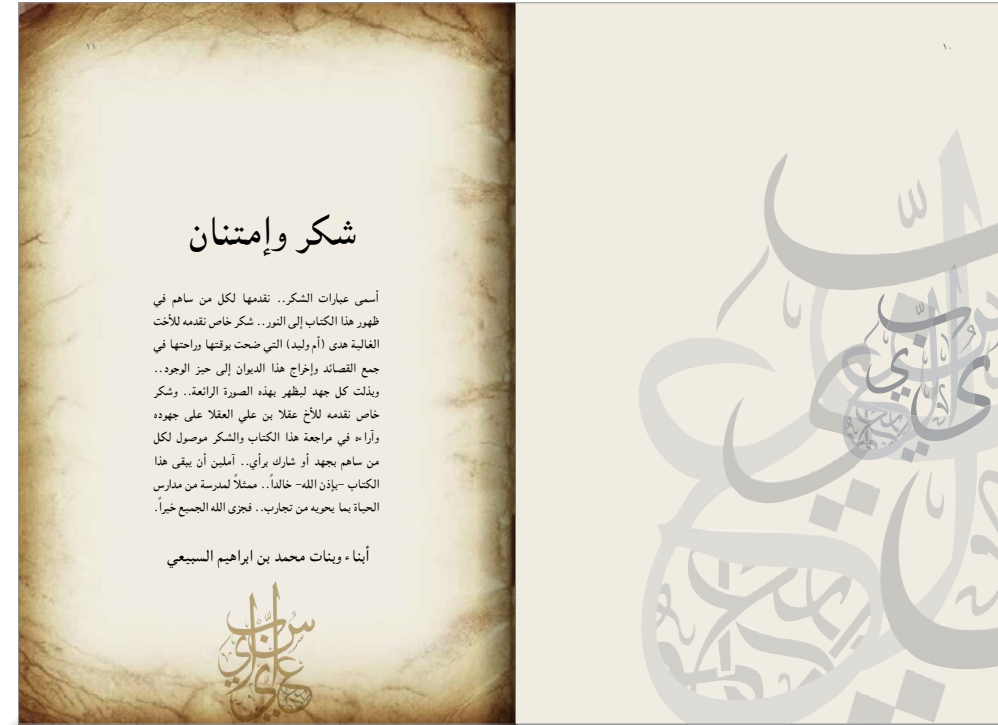 ١٠
١١
شكر وإمتنان
أسمى عبارات الشكر.. نقدمها لكل من ساهم في
ظهور هذا الكتاب إلى النور.. شكر خاص نقدمه للأخت
الغالية هدى (أم وليد) التي ضحت بوقتها وراحتها في
جمع القصائد وإخراج هذا الديوان إلى حيز الوجود..
وبذلت كل جهد ليظهر بهذه الصورة الرائعة.. وشكر
خاص نقدمه للأخ عقلا بن علي العقلا على جهوده
وآراءه في مراجعة هذا الكتاب والشكر موصول لكل
من ساهم بجهد أو شارك برأي.. آملين أن يبقى هذا
الكتاب -بإذن الله- خالداً.. ممثلاً لمدرسة من مدارس
الحياة بما يحويه من تجارب.. فجزى الله الجميع خيراً.
أبناء وبنات محمد بن ابراهيم السبيعي